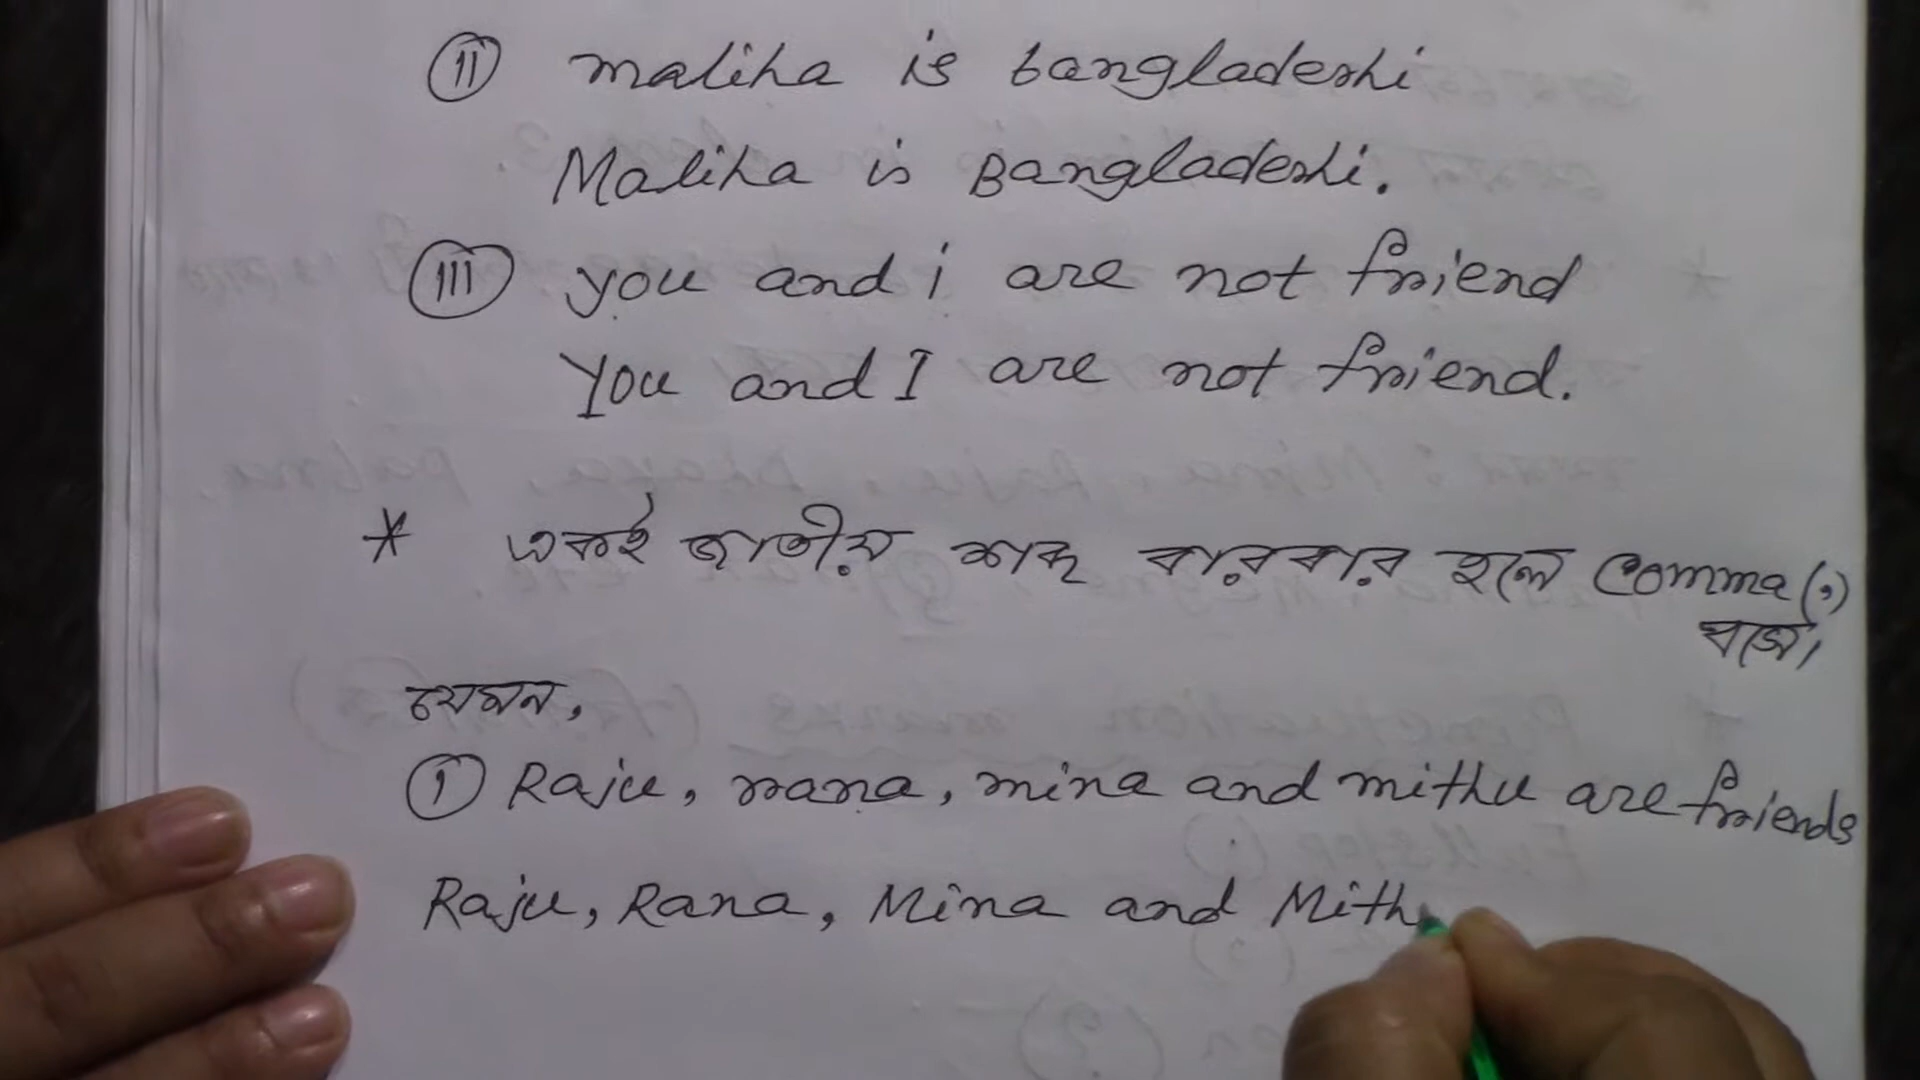 (ii) maliha is bangladeshi
Maliha is Bangladeshi.
(iii) you and i are not friend
You and I are not friend.
* একই জাতীয় শব্দ বারবার হলে Comma (,)
বসে।
যেমন,
(i) Raju, rana, mina and mithu are friends
Raju, Rana, Mina and Mith